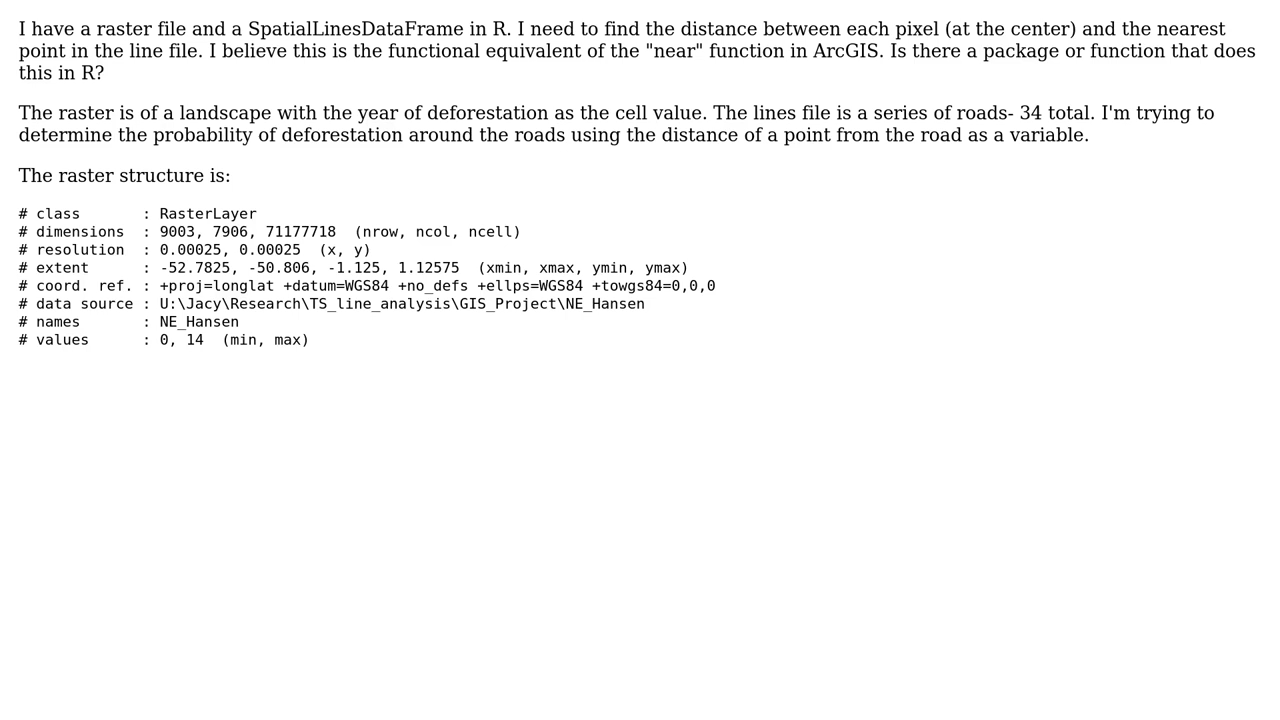 I have a raster file and a SpatialLinesDataFrame in R. I need to find the distance between each pixel (at the center) and the nearest
point in the line file. I believe this is the functional equivalent of the "near" function in ArcGIS. Is there a package or function that does
this in R?
The raster is of a landscape with the year of deforestation as the cell value. The lines file is a series of roads- 34 total. I'm trying to
determine the probability of deforestation around the roads using the distance of a point from the road as a variable.
The raster structure is:
# class       : RasterLayer
# dimensions  : 9003, 7906, 71177718  (nrow, ncol, ncell)
# resolution  : 0.00025, 0.00025  (x, y)
# extent      : -52.7825, -50.806, -1.125, 1.12575  (xmin, xmax, ymin, ymax)
# coord. ref. : +proj=longlat +datum=WGS84 +no_defs +ellps=WGS84 +towgs84=0,0,0
# data source : U:\Jacy\Research\TS_line_analysis\GIS_Project\NE_Hansen
# names       : NE_Hansen
# values      : 0, 14  (min, max)